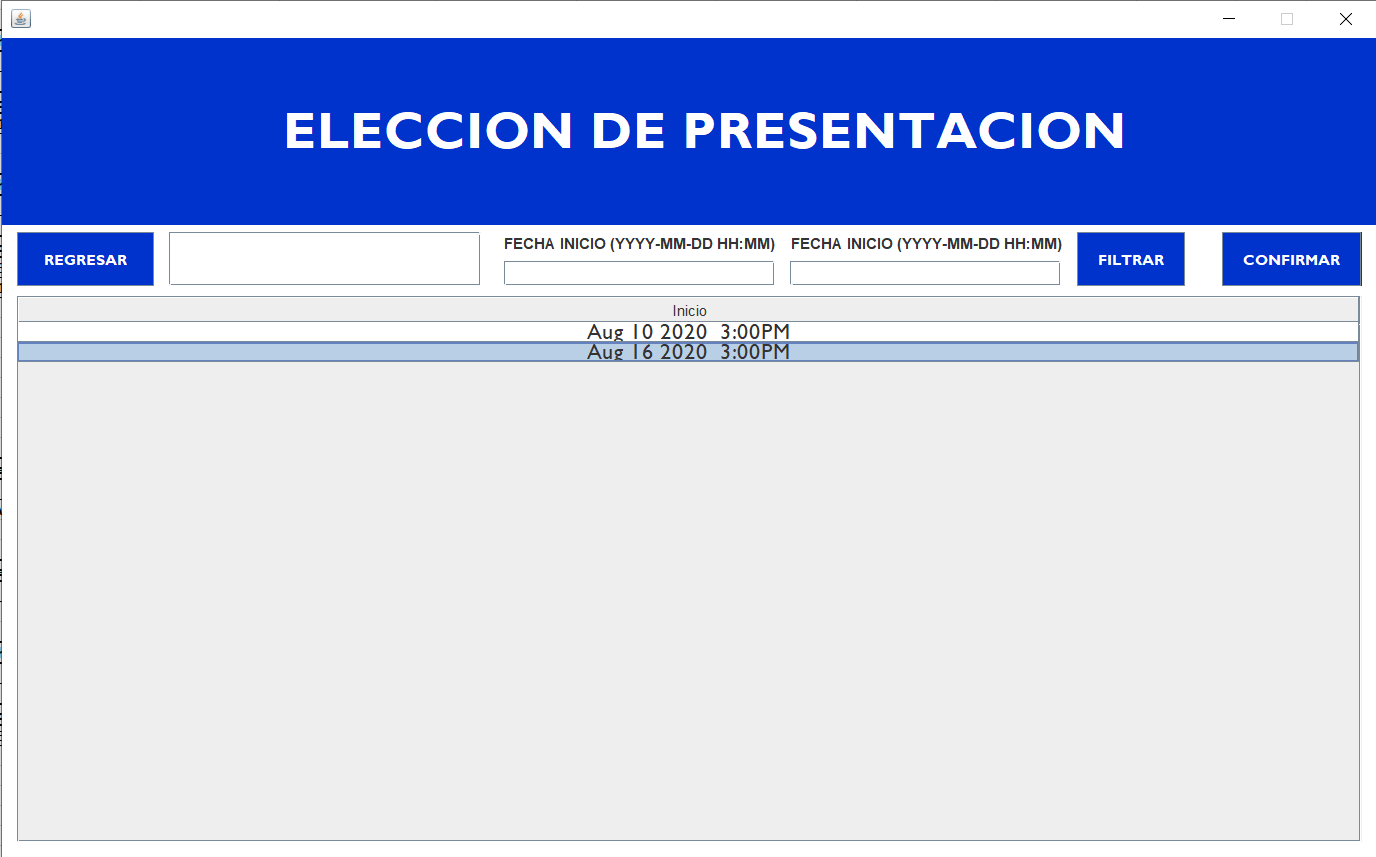 ELECCION DE PRESENTACION
REGRESAR
FECHA INICIO (YYYY-MM-DD HH:MM)
FECHA INICIO (YYYY-MM-DD HH:MM)
FILTRAR
CONFIRMAR
Inicio
Aug 10 2020 3:00PM
Aug 16 2020 3:00PM